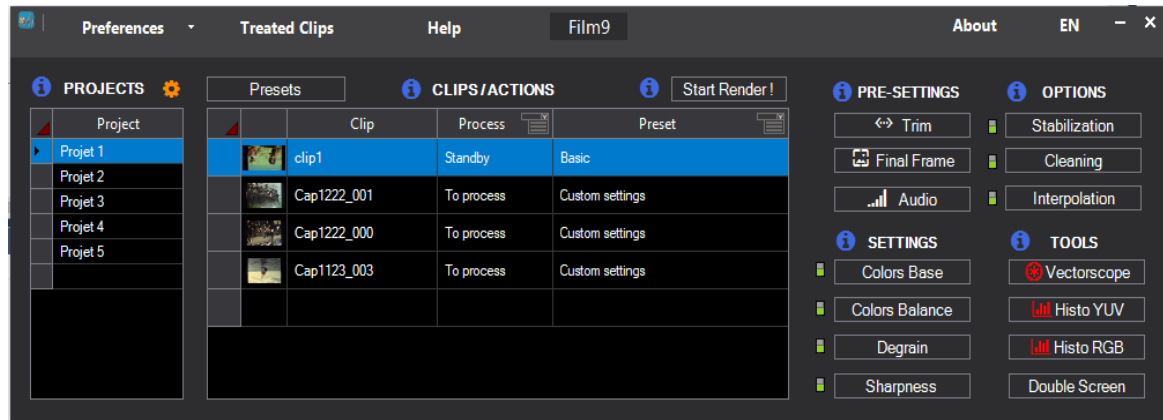 Preferences Treated Clips Help Film9 About EN
PROJECTS
Presets CLIPS/ACTIONS Start Render !
PRE-SETTINGS OPTIONS
Project
Projet 1
Projet 2
Projet 3
Projet 4
Projet 5
Clip Process Preset
clip1 Standby Basic
Cap1222_001 To process Custom settings
Cap1222_000 To process Custom settings
Cap1123_003 To process Custom settings
Trim Stabilization
Final Frame Cleaning
Audio Interpolation
SETTINGS TOOLS
Colors Base Vectorscope
Colors Balance Histo YUV
Degrain Histo RGB
Sharpness Double Screen